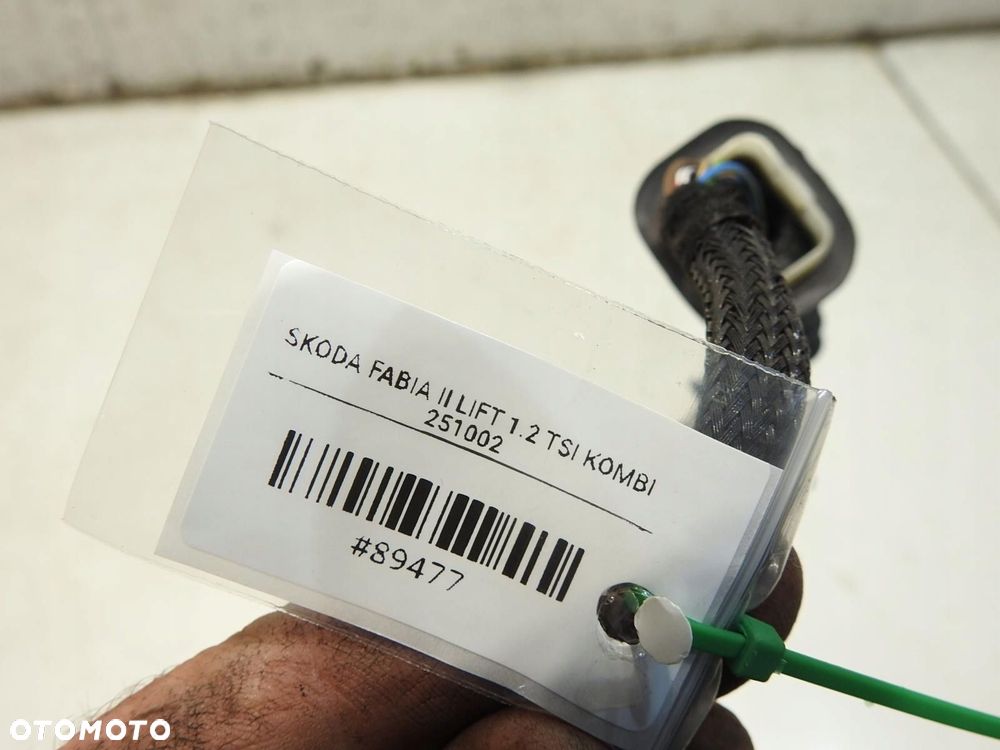 SKODA FABIA II LIFT 1.2 TSI KOMBI
251002
#89477
OTOMOTO